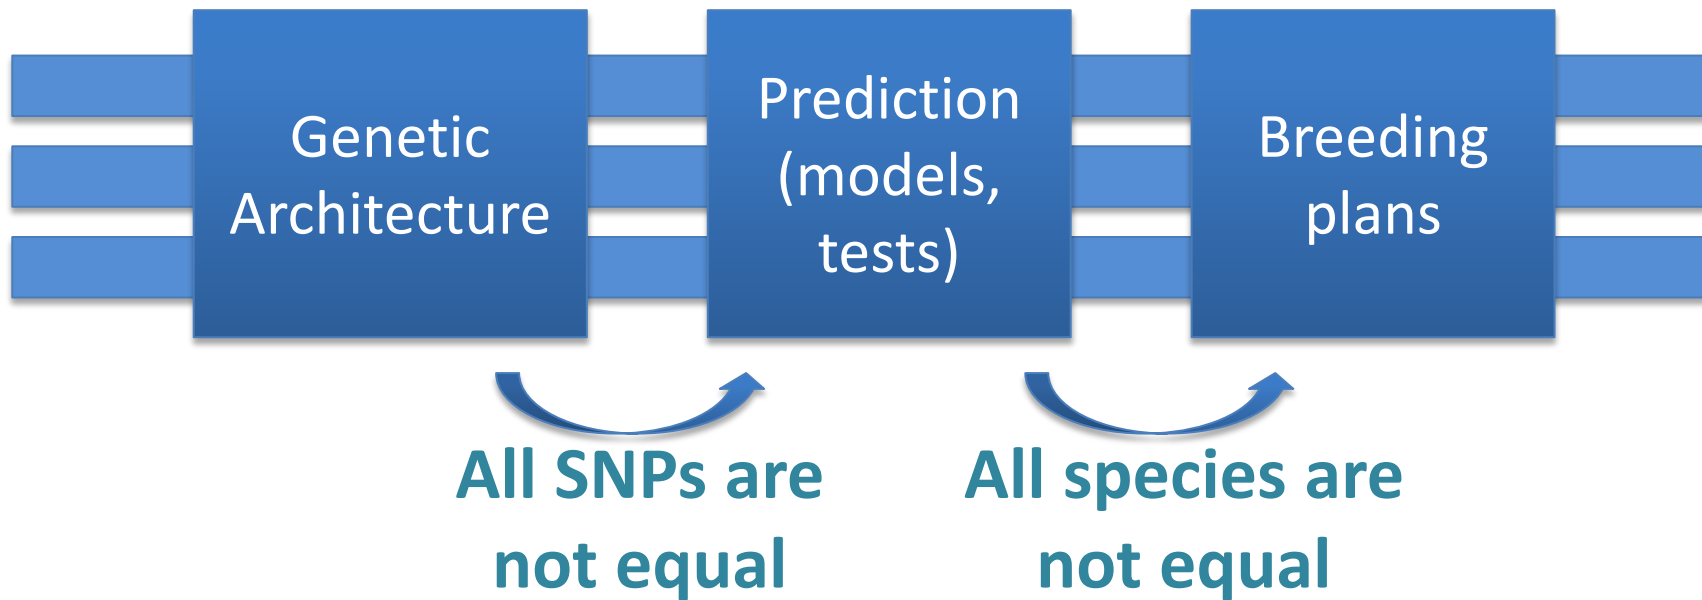 Genetic
Architecture
Prediction
(models,
tests)
Breeding
plans
All SNPs are
not equal
All species are
not equal